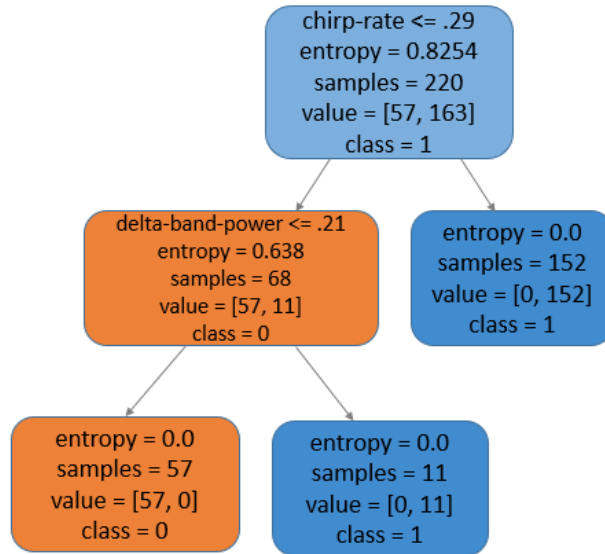 chirp-rate <= .29
entropy = 0.8254
samples = 220
value = [57, 163]
class = 1
delta-band-power <= .21
entropy = 0.638
samples = 68
value = [57, 11]
class = 0
entropy = 0.0
samples = 152
value = [0, 152]
class = 1
entropy = 0.0
samples = 57
value = [57, 0]
class = 0
entropy = 0.0
samples = 11
value = [0, 11]
class = 1